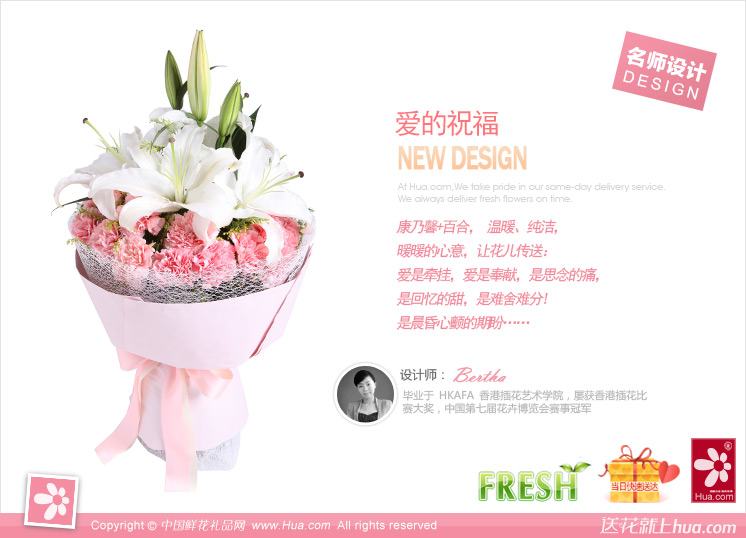 名师设计
DESIGN
爱的祝福
NEW DESIGN
At Hua.com,We take pride in our same-day delivery service.
We always deliver fresh flowers on time.
康乃馨+百合， 温暖、纯洁，
暖暖的心意，让花儿传送：
爱是牵挂，爱是奉献，是思念的痛，
是回忆的甜，是难舍难分！
是晨昏心颤的期盼……
设计师： Bertha
毕业于 HKAFA 香港插花艺术学院，屡获香港插花比
赛大奖，中国第七届花卉博览会赛事冠军
FRESH
当日快速送达
Hua.com
Copyright © 中国鲜花礼品网 www.Hua.com All rights reserved
送花就上hua.com